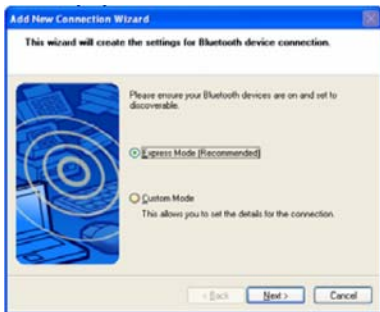 Add New Connection Wizard
This wizard will create the settings for Bluetooth device connection.
Please ensure your Bluetooth devices are on and set to
discoverable.
Express Mode [Recommended]
Custom Mode
This allows you to set the details for the connection.
< Back
Next >
Cancel